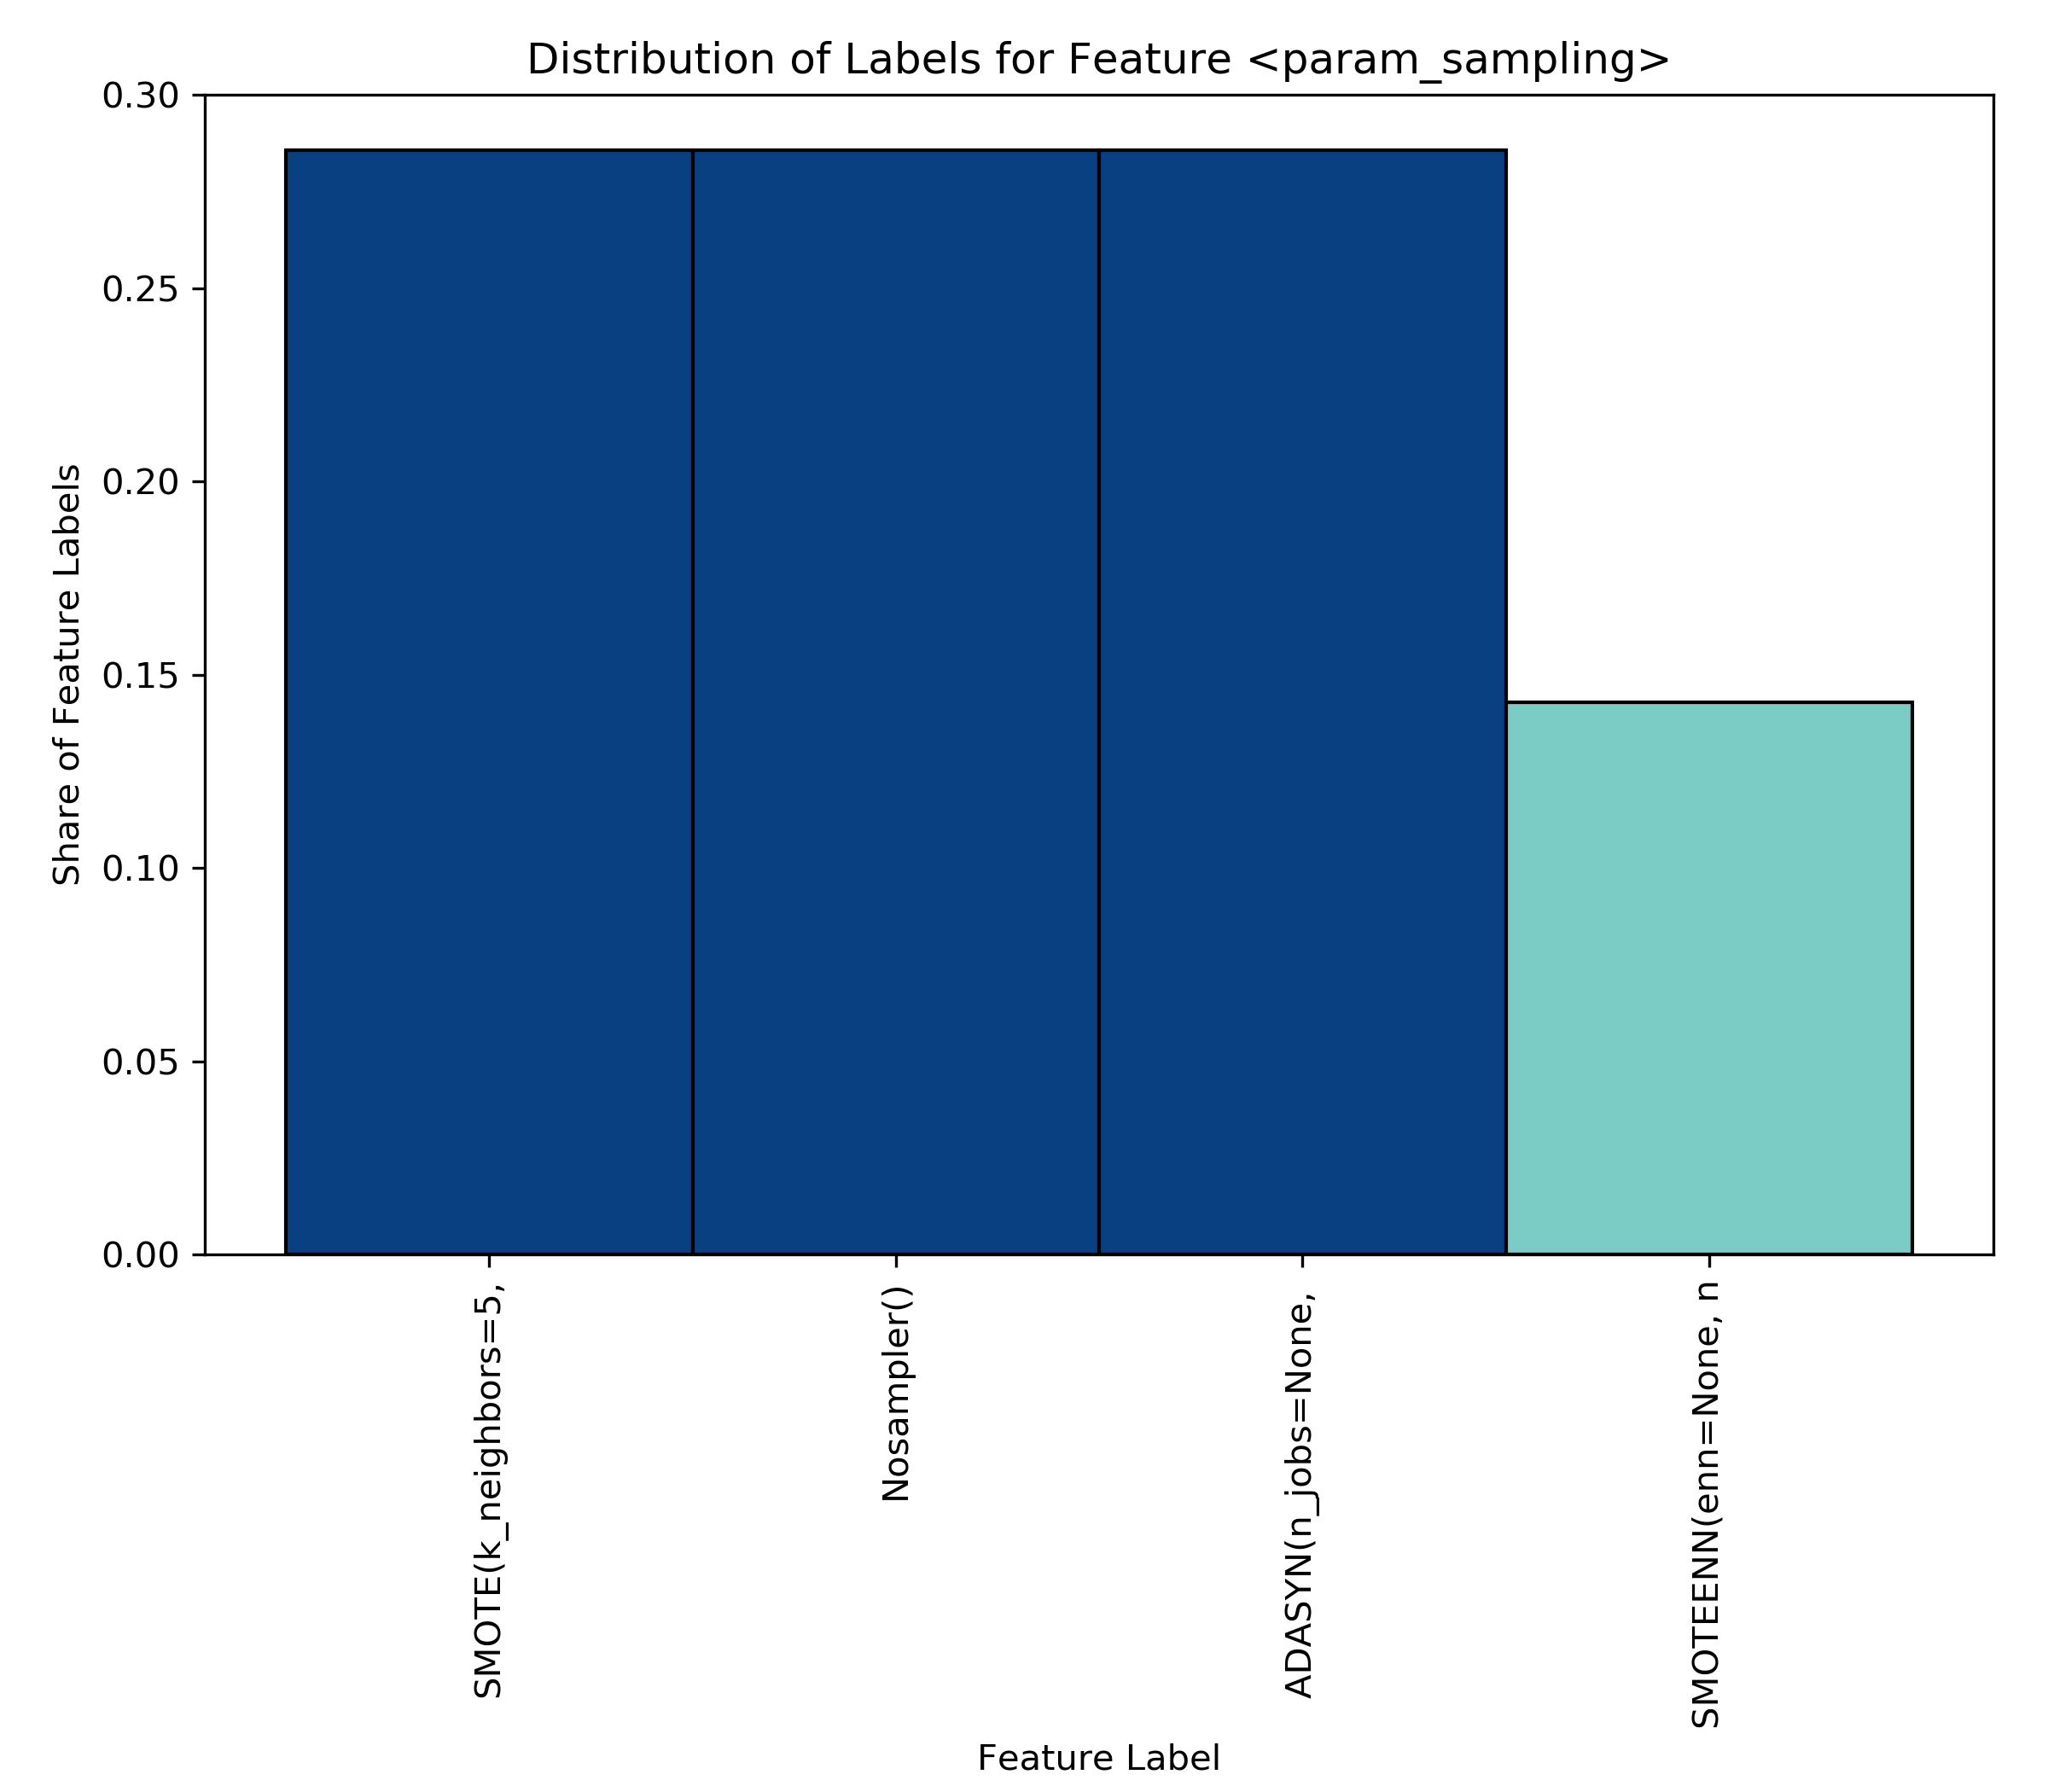 Distribution of Labels for Feature <param_sampling>
Share of Feature Labels
0.30
0.25
0.20
0.15
0.10
0.05
0.00
SMOTE(k_neighbors=5,
Nosampler()
ADASYN(n_jobs=None,
SMOTEENN(enn=None, n
Feature Label